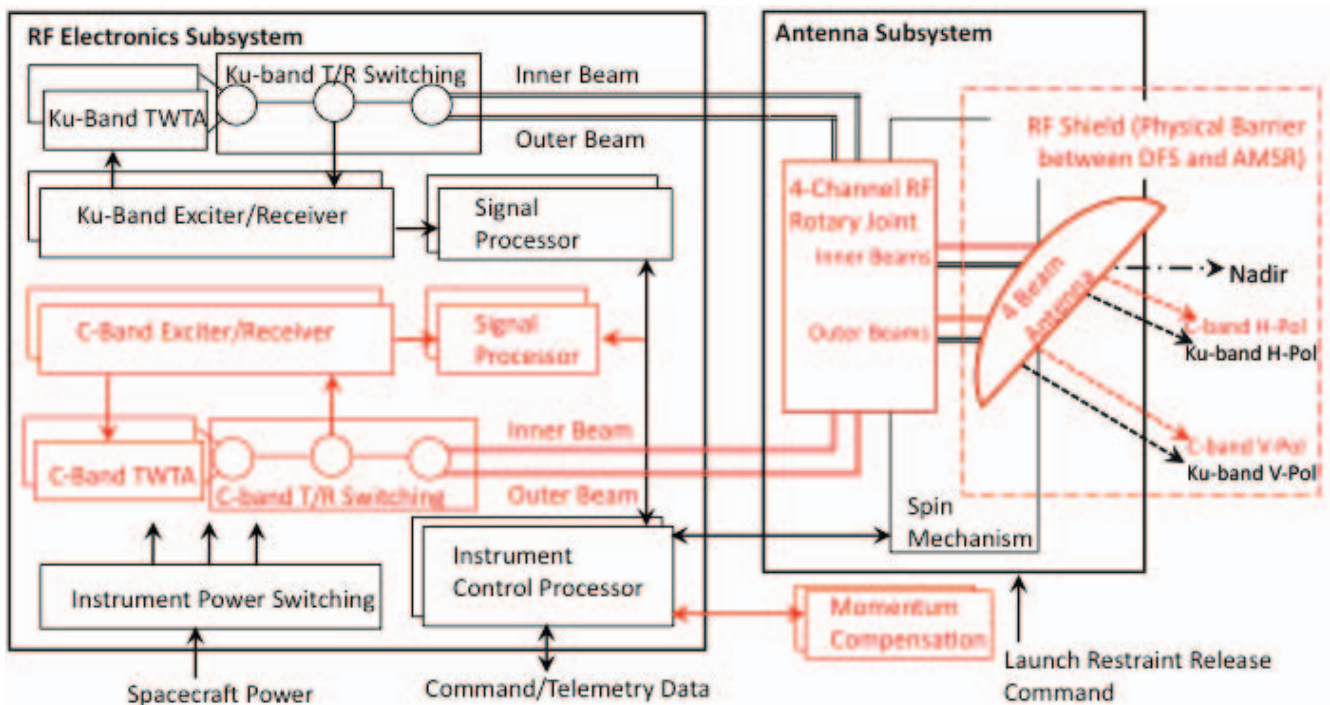 RF Electronics Subsystem
Ku-band T/R Switching
Ku-Band TWTA
Inner Beam
Outer Beam
Ku-Band Exciter/Receiver
Signal
Processor
C-Band Exciter/Receiver
Signal
Processor
C-Band TWTA
C-band T/R Switching
Inner Beam
Outer Beam
Instrument Power Switching
Instrument
Control Processor
Spacecraft Power
Command/Telemetry Data
Antenna Subsystem
RF Shield (Physical Barrier
between DFS and AMSR)
4-Channel RF
Rotary Joint
Inner Beams
Outer Beams
4 Beam
Antenna
Nadir
C-band H-Pol
Ku-band H-Pol
C-band V-Pol
Ku-band V-Pol
Spin
Mechanism
Momentum
Compensation
Launch Restraint Release
Command